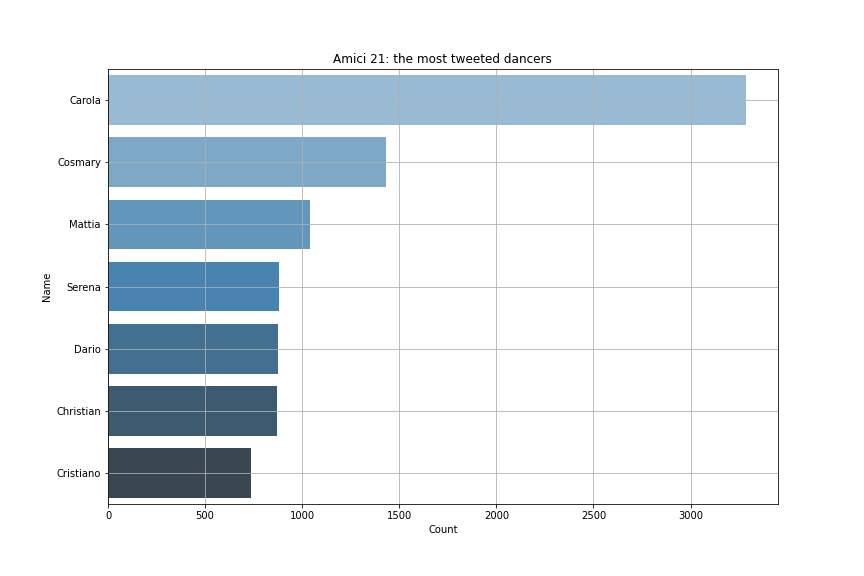 Amici 21: the most tweeted dancers
Carola
Cosmary
Mattia
Serena
Dario
Christian
Cristiano
Name
0 500 1000 1500 2000 2500 3000
Count